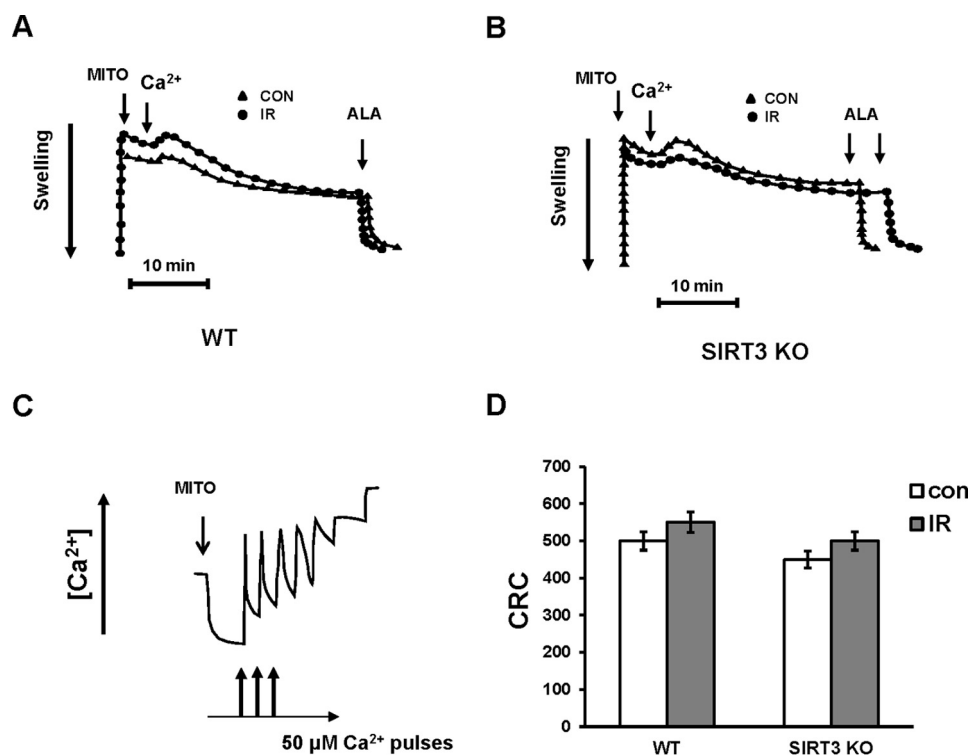 A
MITO
Ca²⁺
CON
IR
ALA
Swelling
10 min
WT
B
MITO
Ca²⁺
CON
IR
ALA
Swelling
10 min
SIRT3 KO
C
MITO
[Ca²⁺]
50 µM Ca²⁺ pulses
D
700
600
500
400
300
200
100
0
CRC
con
IR
WT
SIRT3 KO